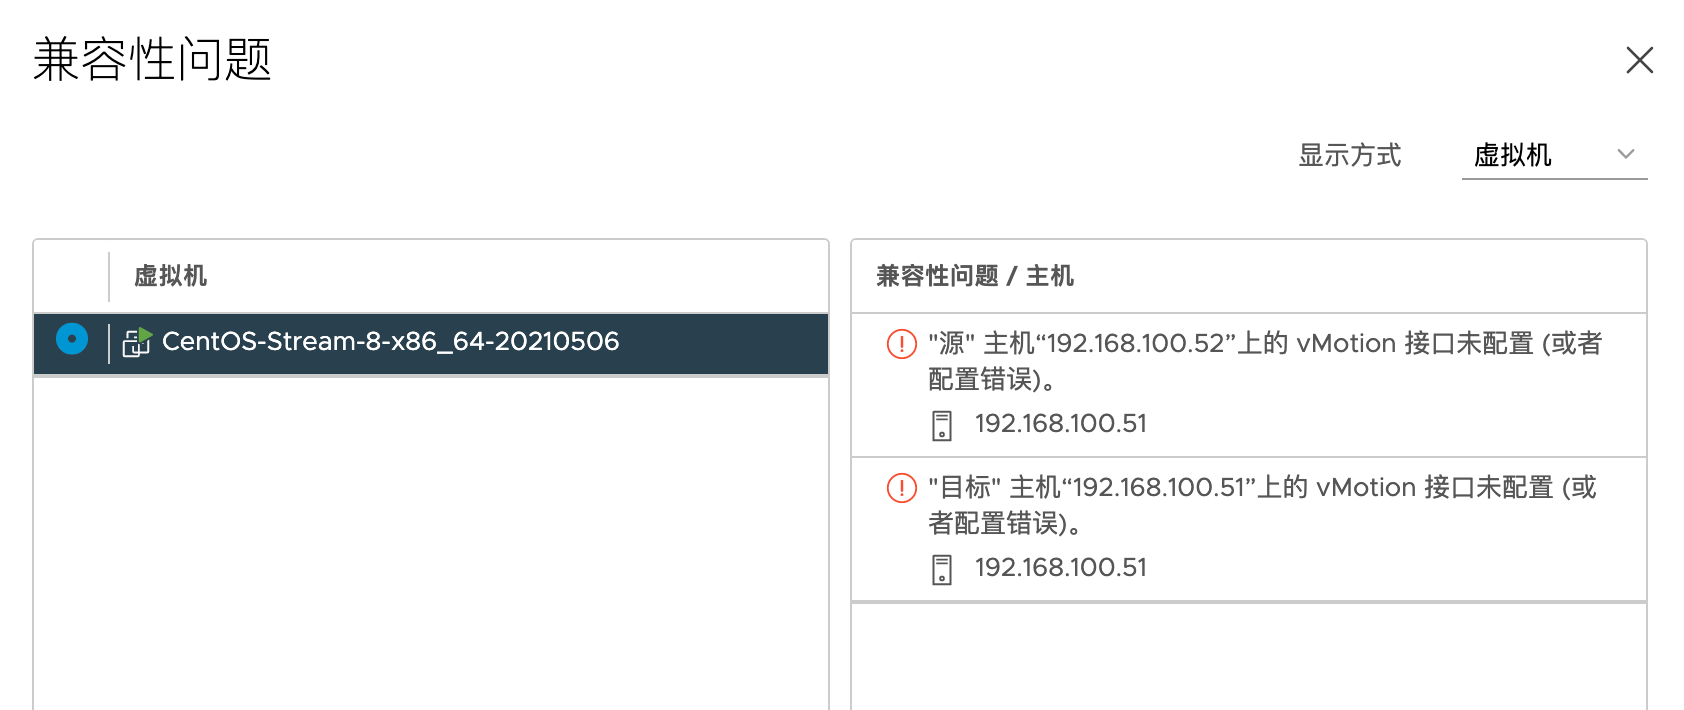 兼容性问题
显示方式 虚拟机
虚拟机
CentOS-Stream-8-x86_64-20210506
兼容性问题 / 主机
"源" 主机“192.168.100.52”上的 vMotion 接口未配置 (或者
配置错误)。
192.168.100.51
"目标" 主机“192.168.100.51”上的 vMotion 接口未配置 (或
者配置错误)。
192.168.100.51